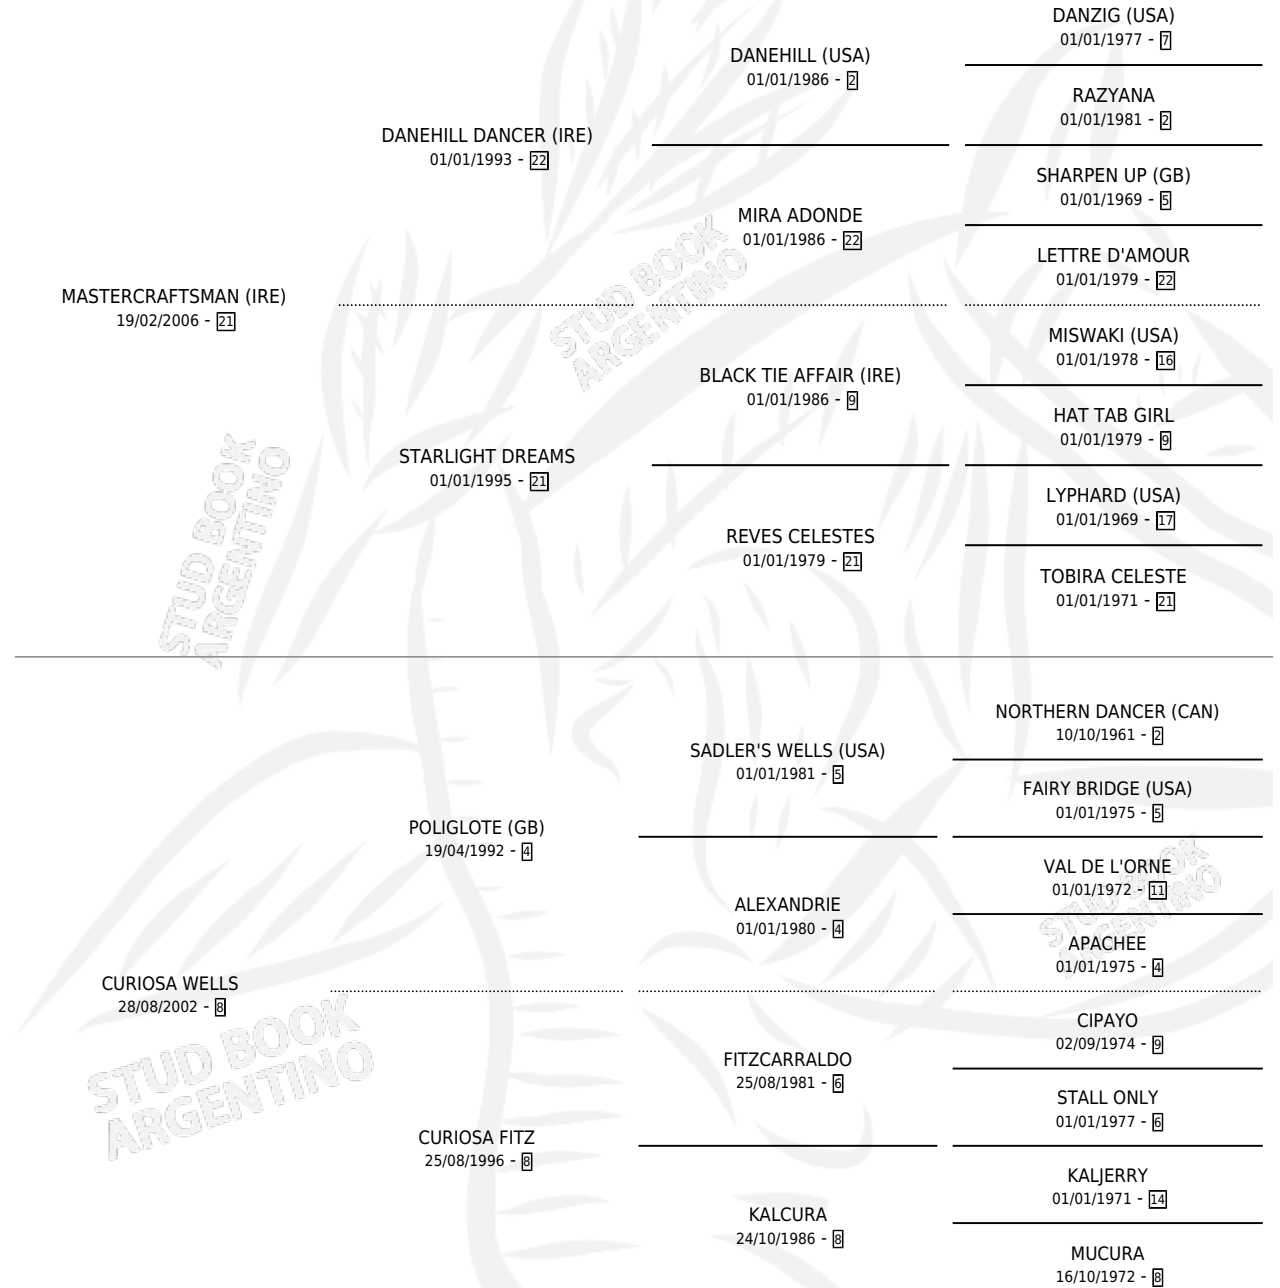 DANZIG (USA)
01/01/1977 - 7
DANEHILL (USA)
01/01/1986 - 2
RAZYANA
01/01/1981 - 2
DANEHILL DANCER (IRE)
01/01/1993 - 22
SHARPEN UP (GB)
01/01/1969 - 5
MIRA ADONDE
01/01/1986 - 22
LETTRE D'AMOUR
01/01/1979 - 22
MASTERCRAFTSMAN (IRE)
19/02/2006 - 21
STUD BOOK
ARGENTINO
MISWAKI (USA)
01/01/1978 - 16
BLACK TIE AFFAIR (IRE)
01/01/1986 - 9
HAT TAB GIRL
01/01/1979 - 9
STARLIGHT DREAMS
01/01/1995 - 21
LYPHARD (USA)
01/01/1969 - 17
REVES CELESTES
01/01/1979 - 21
TOBIRA CELESTE
01/01/1971 - 21
STUD BOOK
ARGENTINO
NORTHERN DANCER (CAN)
10/10/1961 - 2
SADLER'S WELLS (USA)
01/01/1981 - 5
FAIRY BRIDGE (USA)
01/01/1975 - 5
POLIGLOTE (GB)
19/04/1992 - 4
VAL DE L'ORNE
01/01/1972 - 11
ALEXANDRIE
01/01/1980 - 4
APACHEE
01/01/1975 - 4
STUD BOOK
ARGENTINO
CURIOSA WELLS
28/08/2002 - 8
CIPAYO
02/09/1974 - 9
FITZCARRALDO
25/08/1981 - 6
STALL ONLY
01/01/1977 - 6
STUD BOOK
ARGENTINO
CURIOSA FITZ
25/08/1996 - 8
KALJERRY
01/01/1971 - 14
KALCURA
24/10/1986 - 8
MUCURA
16/10/1972 - 8